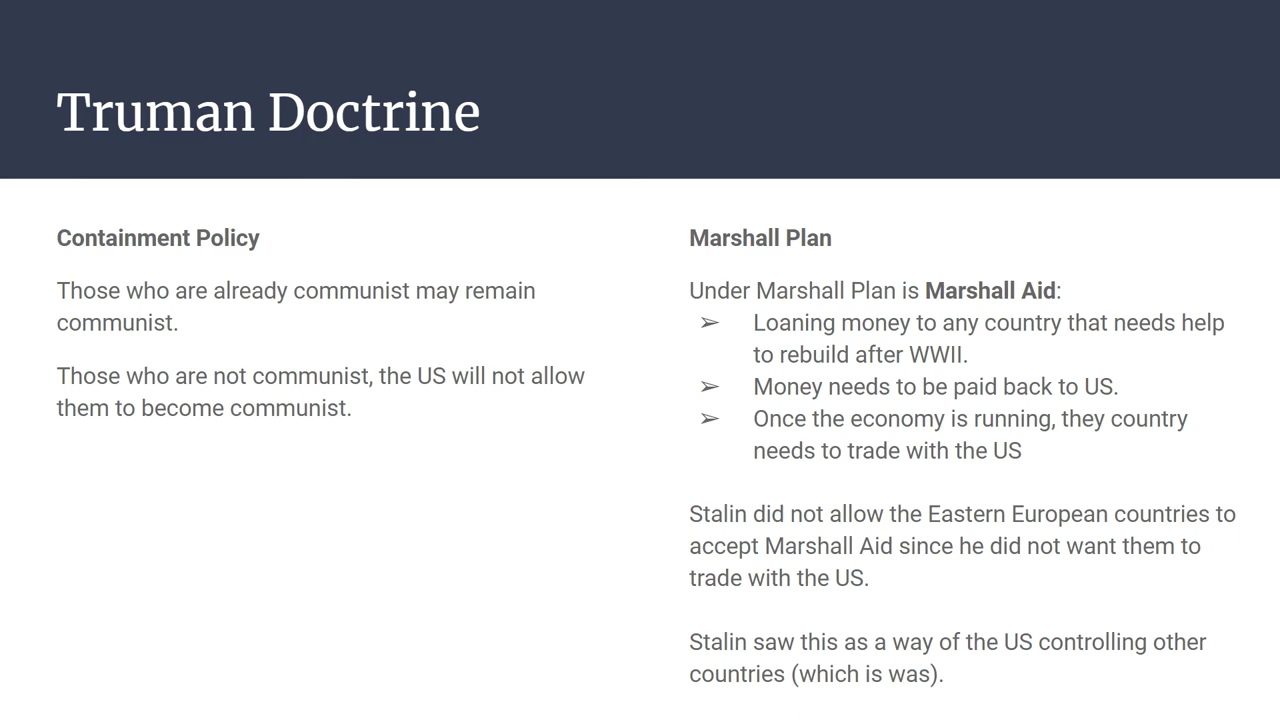 Truman Doctrine
Containment Policy
Those who are already communist may remain
communist.
Those who are not communist, the US will not allow
them to become communist.
Marshall Plan
Under Marshall Plan is Marshall Aid:
➢ Loaning money to any country that needs help
to rebuild after WWII.
➢ Money needs to be paid back to US.
➢ Once the economy is running, they country
needs to trade with the US
Stalin did not allow the Eastern European countries to
accept Marshall Aid since he did not want them to
trade with the US.
Stalin saw this as a way of the US controlling other
countries (which is was).